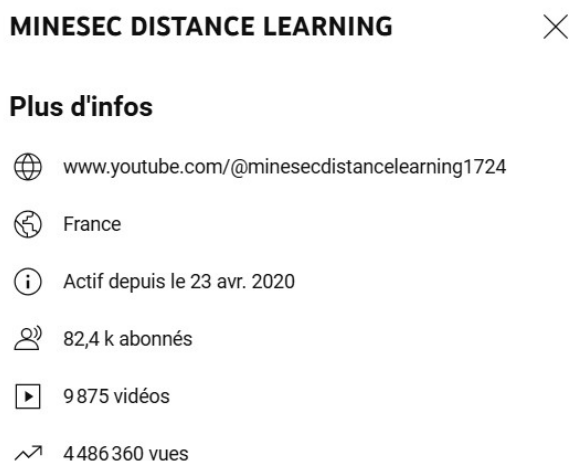 MINESEC DISTANCE LEARNING
Plus d'infos
www.youtube.com/@minesecdistancelearning1724
France
Actif depuis le 23 avr. 2020
82,4 k abonnés
9 875 vidéos
4 486 360 vues